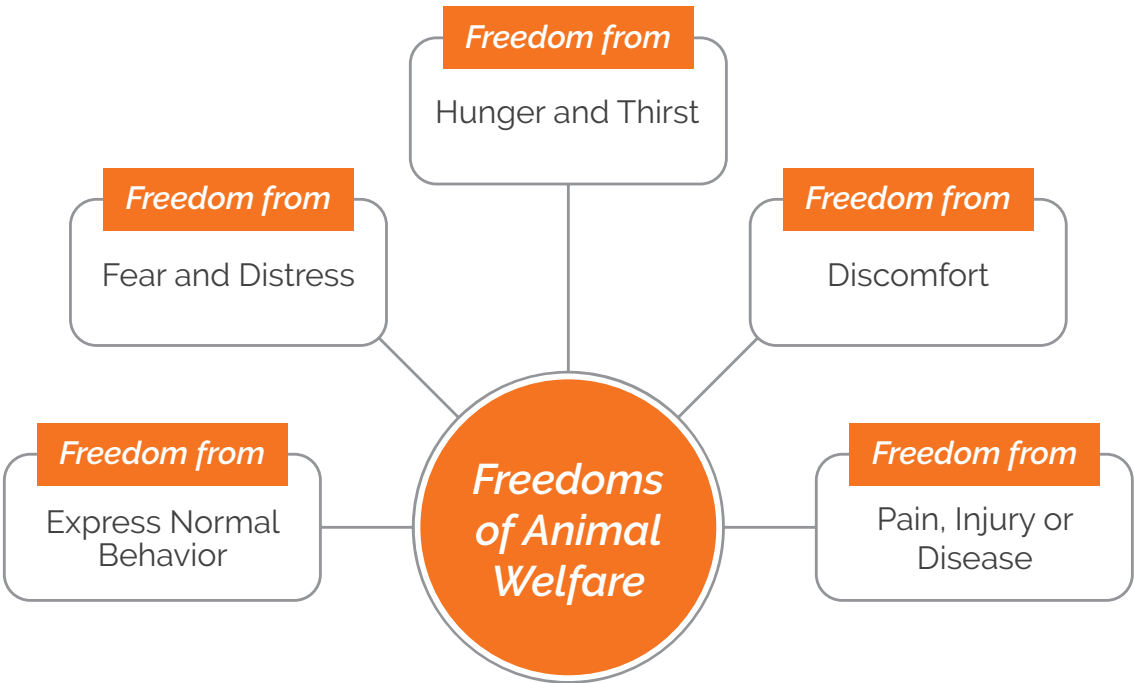 Freedom from
Hunger and Thirst
Freedom from
Fear and Distress
Freedom from
Discomfort
Freedom from
Express Normal
Behavior
Freedoms
of Animal
Welfare
Freedom from
Pain, Injury or
Disease